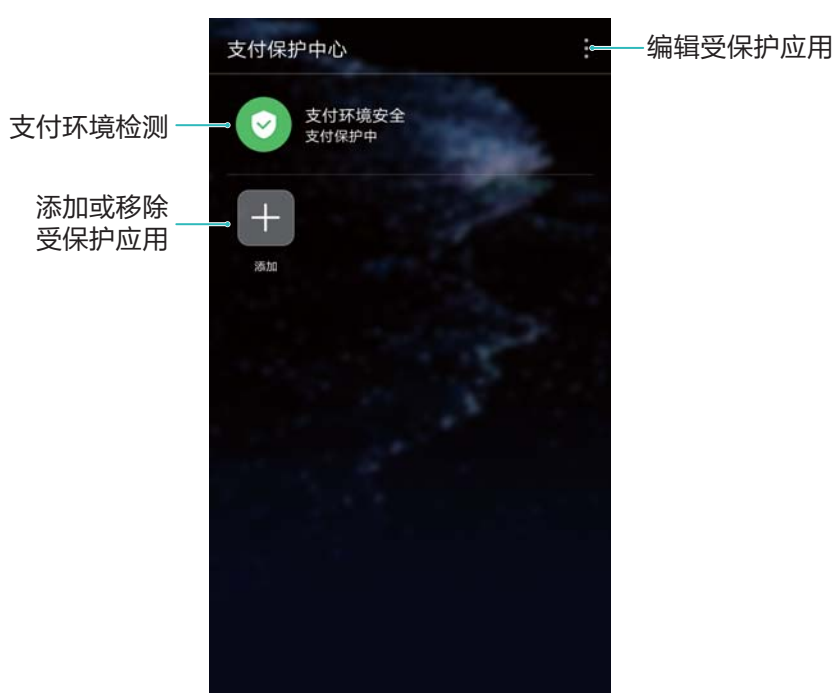 支付保护中心
编辑受保护应用
支付环境检测
支付环境安全
支付保护中
添加或移除
受保护应用
添加